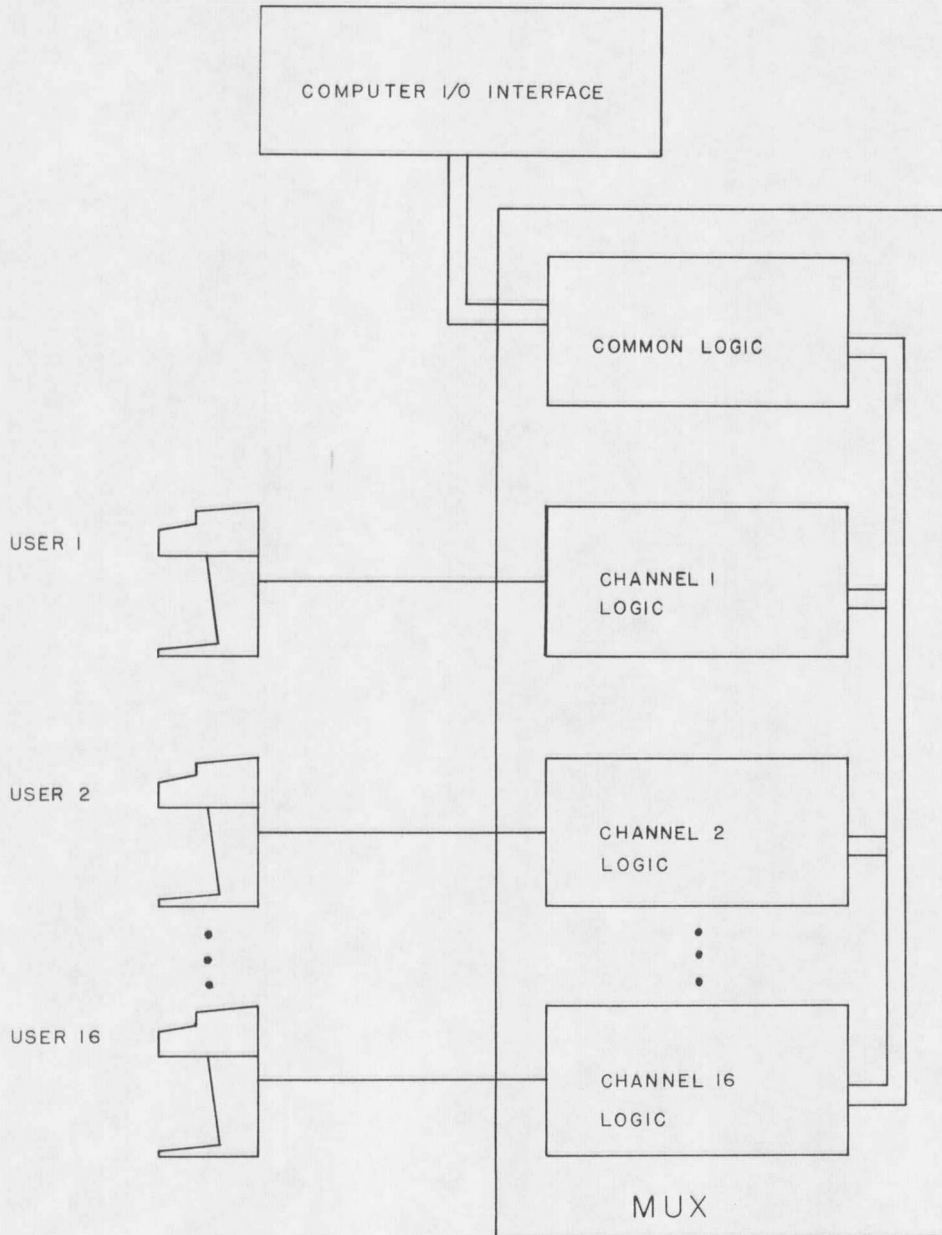 COMPUTER I/O INTERFACE
COMMON LOGIC
USER 1
CHANNEL 1
LOGIC
USER 2
CHANNEL 2
LOGIC
USER 16
CHANNEL 16
LOGIC
MUX